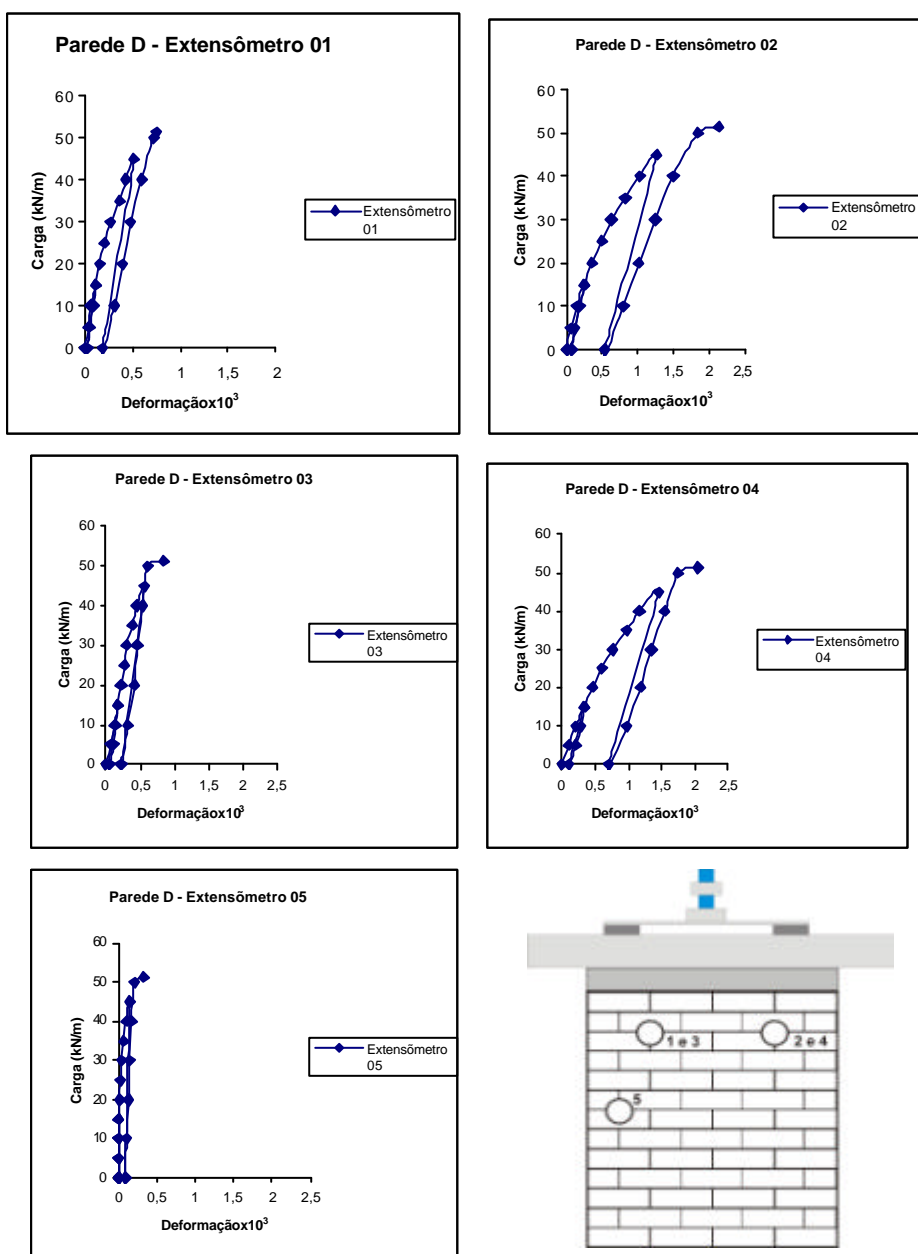 Parede D - Extensômetro 01
Carga (kN/m)
60
50
40
30
20
10
0
0 0,5 1 1,5 2
Deformaçãox10³
Extensômetro
01
Parede D - Extensômetro 02
Carga (kN/m)
60
50
40
30
20
10
0
0 0,5 1 1,5 2 2,5
Deformaçãox10³
Extensômetro
02
Parede D - Extensômetro 03
Carga (kN/m)
60
50
40
30
20
10
0
0 0,5 1 1,5 2 2,5
Deformaçãox10³
Extensômetro
03
Parede D - Extensômetro 04
Carga (kN/m)
60
50
40
30
20
10
0
0 0,5 1 1,5 2 2,5
Deformaçãox10³
Extensômetro
04
Parede D - Extensõmetro 05
Carga (kN/m)
60
50
40
30
20
10
0
0 0,5 1 1,5 2 2,5
Deformaçãox10³
Extensõmetro
05
1 e 3
2 e 4
5